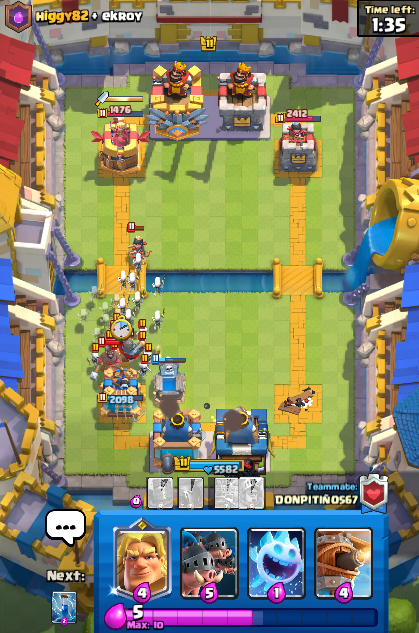 Higgy82 + eKROY
Time left:
1:35
1476
2412
2098
5582
Teammate:
DONPITIÑO567
...
Next:
4
5
1
4
5
Max: 10